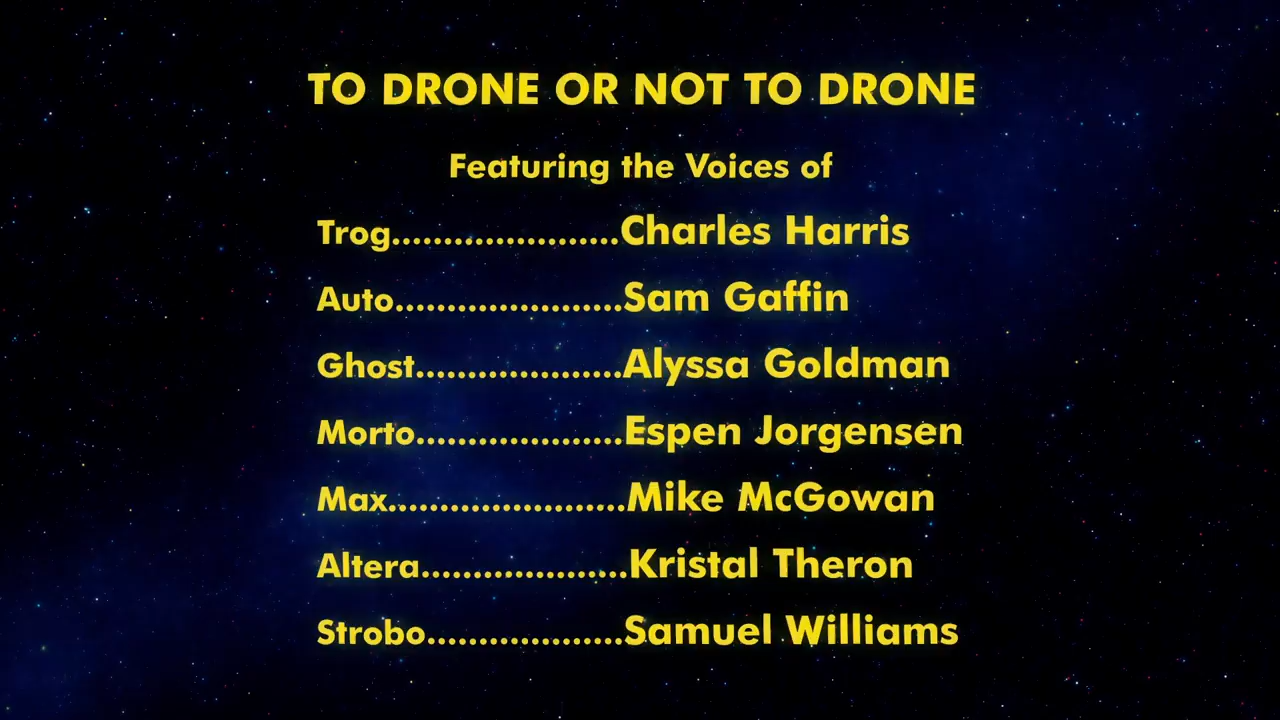 TO DRONE OR NOT TO DRONE
Featuring the Voices of
Trog......................Charles Harris
Auto......................Sam Gaffin
Ghost....................Alyssa Goldman
Morto....................Espen Jorgensen
Max.......................Mike McGowan
Altera....................Kristal Theron
Strobo...................Samuel Williams